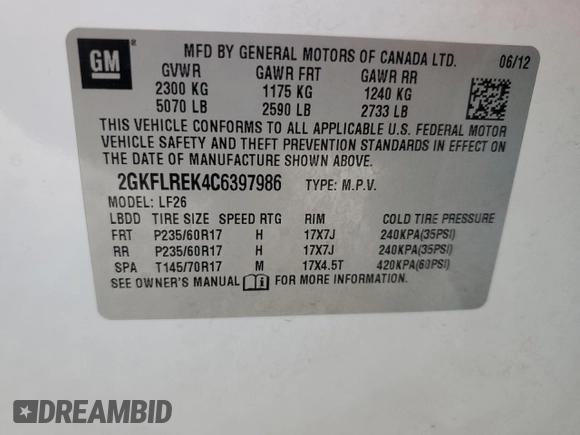 GM
MFD BY GENERAL MOTORS OF CANADA LTD. 06/12
GVWR GAWR FRT GAWR RR
2300 KG 1175 KG 1240 KG
5070 LB 2590 LB 2733 LB
THIS VEHICLE CONFORMS TO ALL APPLICABLE U.S. FEDERAL MOTOR
VEHICLE SAFETY AND THEFT PREVENTION STANDARDS IN EFFECT ON
THE DATE OF MANUFACTURE SHOWN ABOVE.
2GKFLREK4C6397986 TYPE: M.P.V.
MODEL: LF26
LBDD TIRE SIZE SPEED RTG RIM COLD TIRE PRESSURE
FRT P235/60R17 H 17X7J 240KPA(35PSI)
RR P235/60R17 H 17X7J 240KPA(35PSI)
SPA T145/70R17 M 17X4.5T 420KPA(60PSI)
SEE OWNER'S MANUAL FOR MORE INFORMATION.
DREAMBID